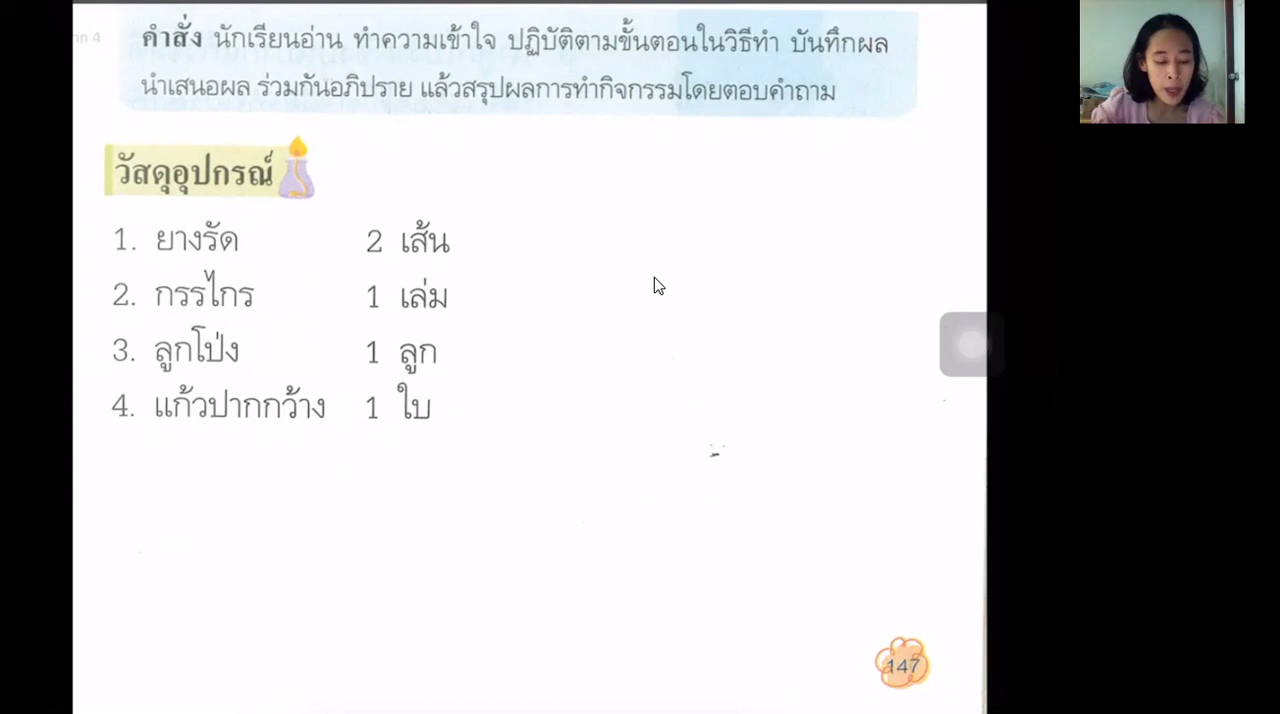 คำสั่ง นักเรียนอ่าน ทำความเข้าใจ ปฏิบัติตามขั้นตอนในวิธีทำ บันทึกผล
นำเสนอผล ร่วมกันอภิปราย แล้วสรุปผลการทำกิจกรรมโดยตอบคำถาม
วัสดุอุปกรณ์
1. ยางรัด 2 เส้น
2. กรรไกร 1 เล่ม
3. ลูกโป่ง 1 ลูก
4. แก้วปากกว้าง 1 ใบ
147